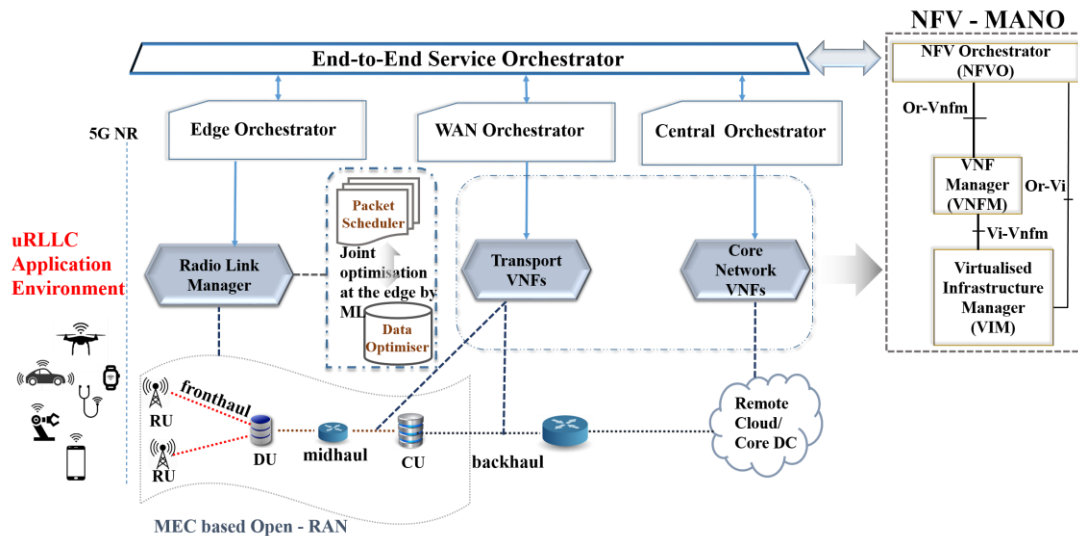 NFV - MANO
End-to-End Service Orchestrator
NFV Orchestrator
(NFVO)
5G NR
Edge Orchestrator
WAN Orchestrator
Central Orchestrator
Or-Vnfm
VNF
Manager
(VNFM)
Or-Vi
Vi-Vnfm
Virtualised
Infrastructure
Manager
(VIM)
uRLLC
Application
Environment
Radio Link
Manager
Packet
Scheduler
Joint
optimisation
at the edge by
ML
Data
Optimiser
Transport
VNFs
Core
Network
VNFs
RU
fronthaul
RU
DU
midhaul
CU
backhaul
Remote
Cloud/
Core DC
MEC based Open - RAN